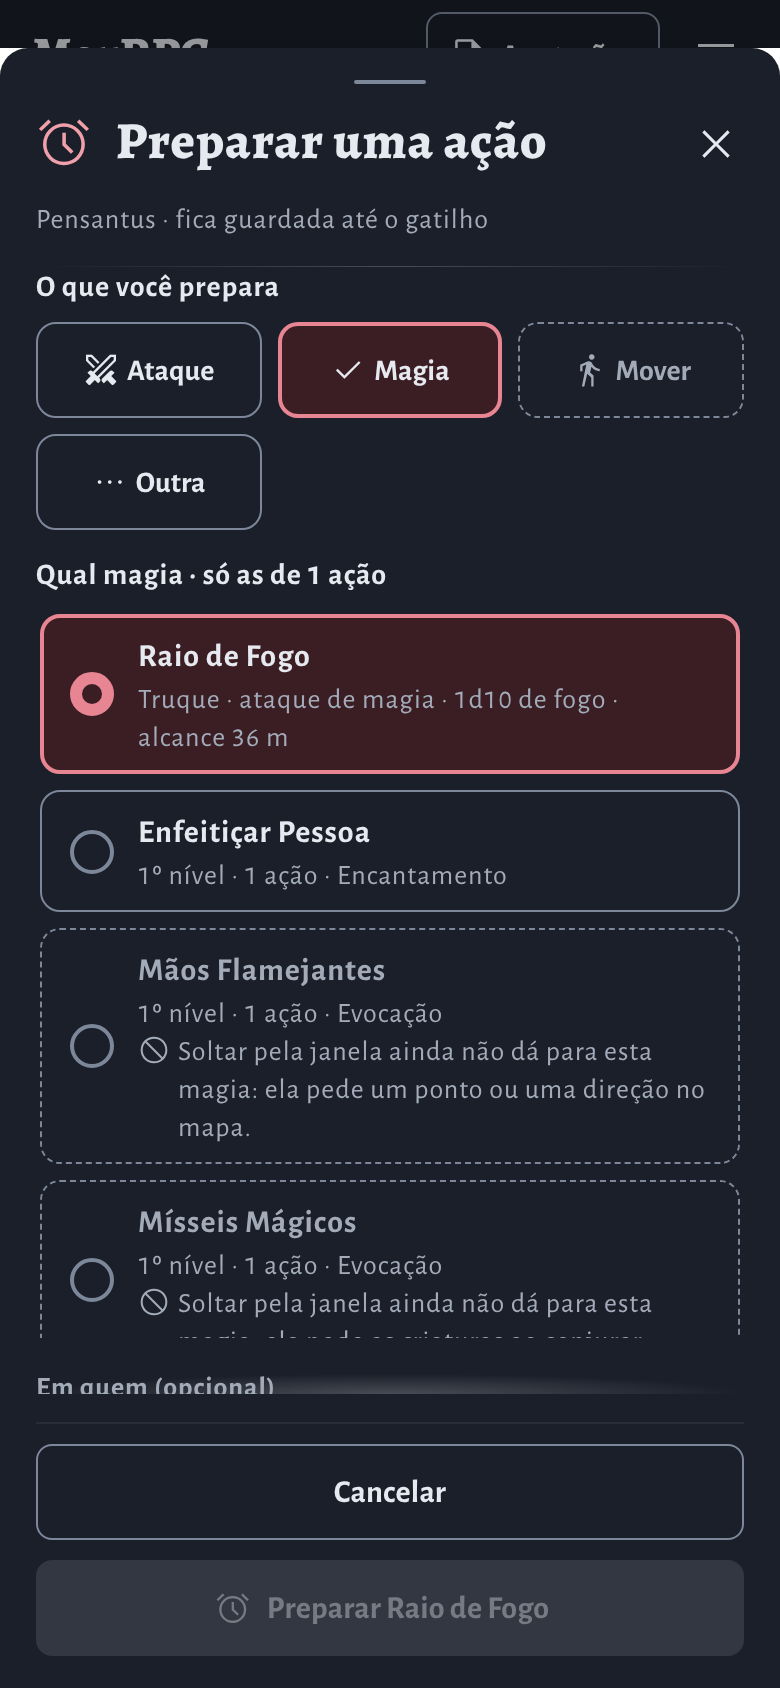 Preparar uma ação
Pensantus · fica guardada até o gatilho
O que você prepara
Ataque
Magia
Mover
Outra
Qual magia · só as de 1 ação
Raio de Fogo
Truque · ataque de magia · 1d10 de fogo ·
alcance 36 m
Enfeitiçar Pessoa
1º nível · 1 ação · Encantamento
Mãos Flamejantes
1º nível · 1 ação · Evocação
Soltar pela janela ainda não dá para esta
magia: ela pede um ponto ou uma direção no
mapa.
Mísseis Mágicos
1º nível · 1 ação · Evocação
Soltar pela janela ainda não dá para esta
Em quem (opcional)
Cancelar
Preparar Raio de Fogo